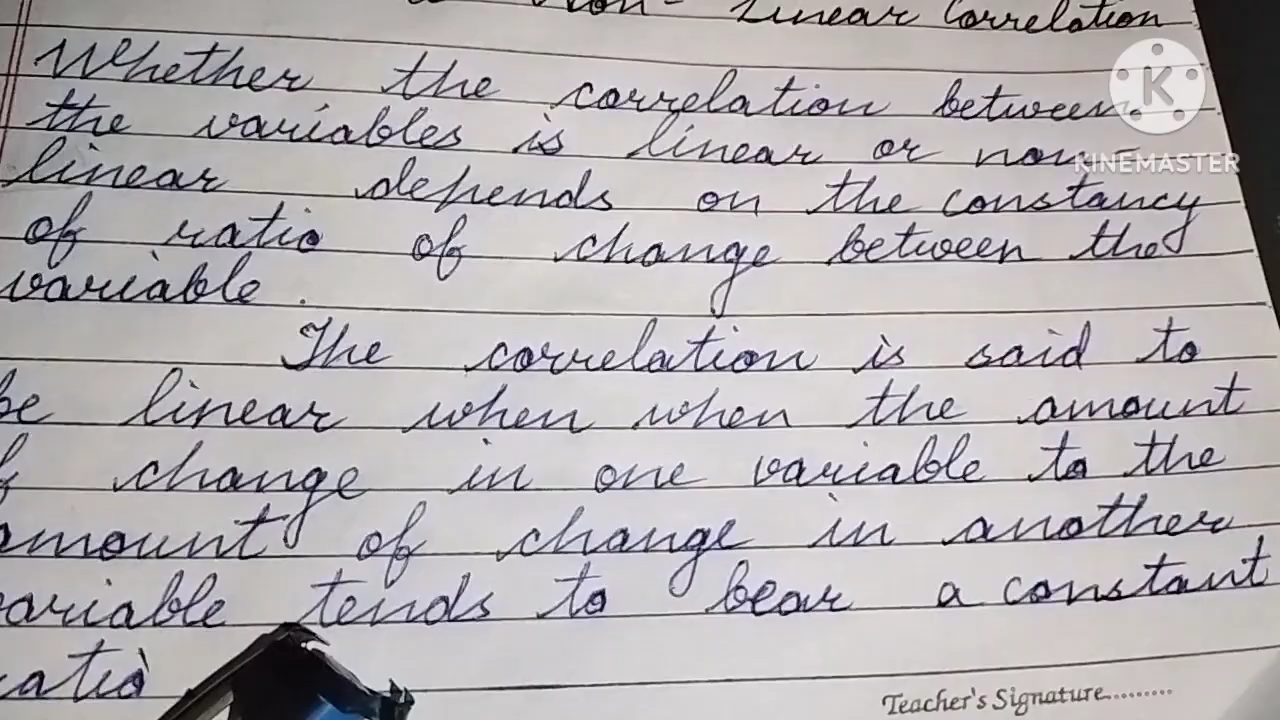 Linear Correlation
Whether the correlation between
the variables is linear or non-
linear depends on the constancy
of ratio of change between the
variable.
The correlation is said to
be linear when when the amount
of change in one variable to the
amount of change in another
variable tends to bear a constant
ratio
Teacher's Signature.........
K
KINEMASTER